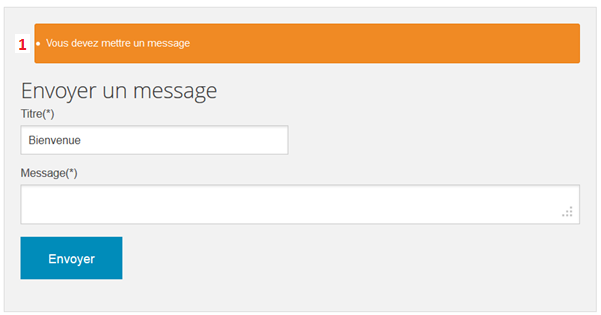 1 • Vous devez mettre un message
Envoyer un message
Titre(*)
Bienvenue
Message(*)
Envoyer